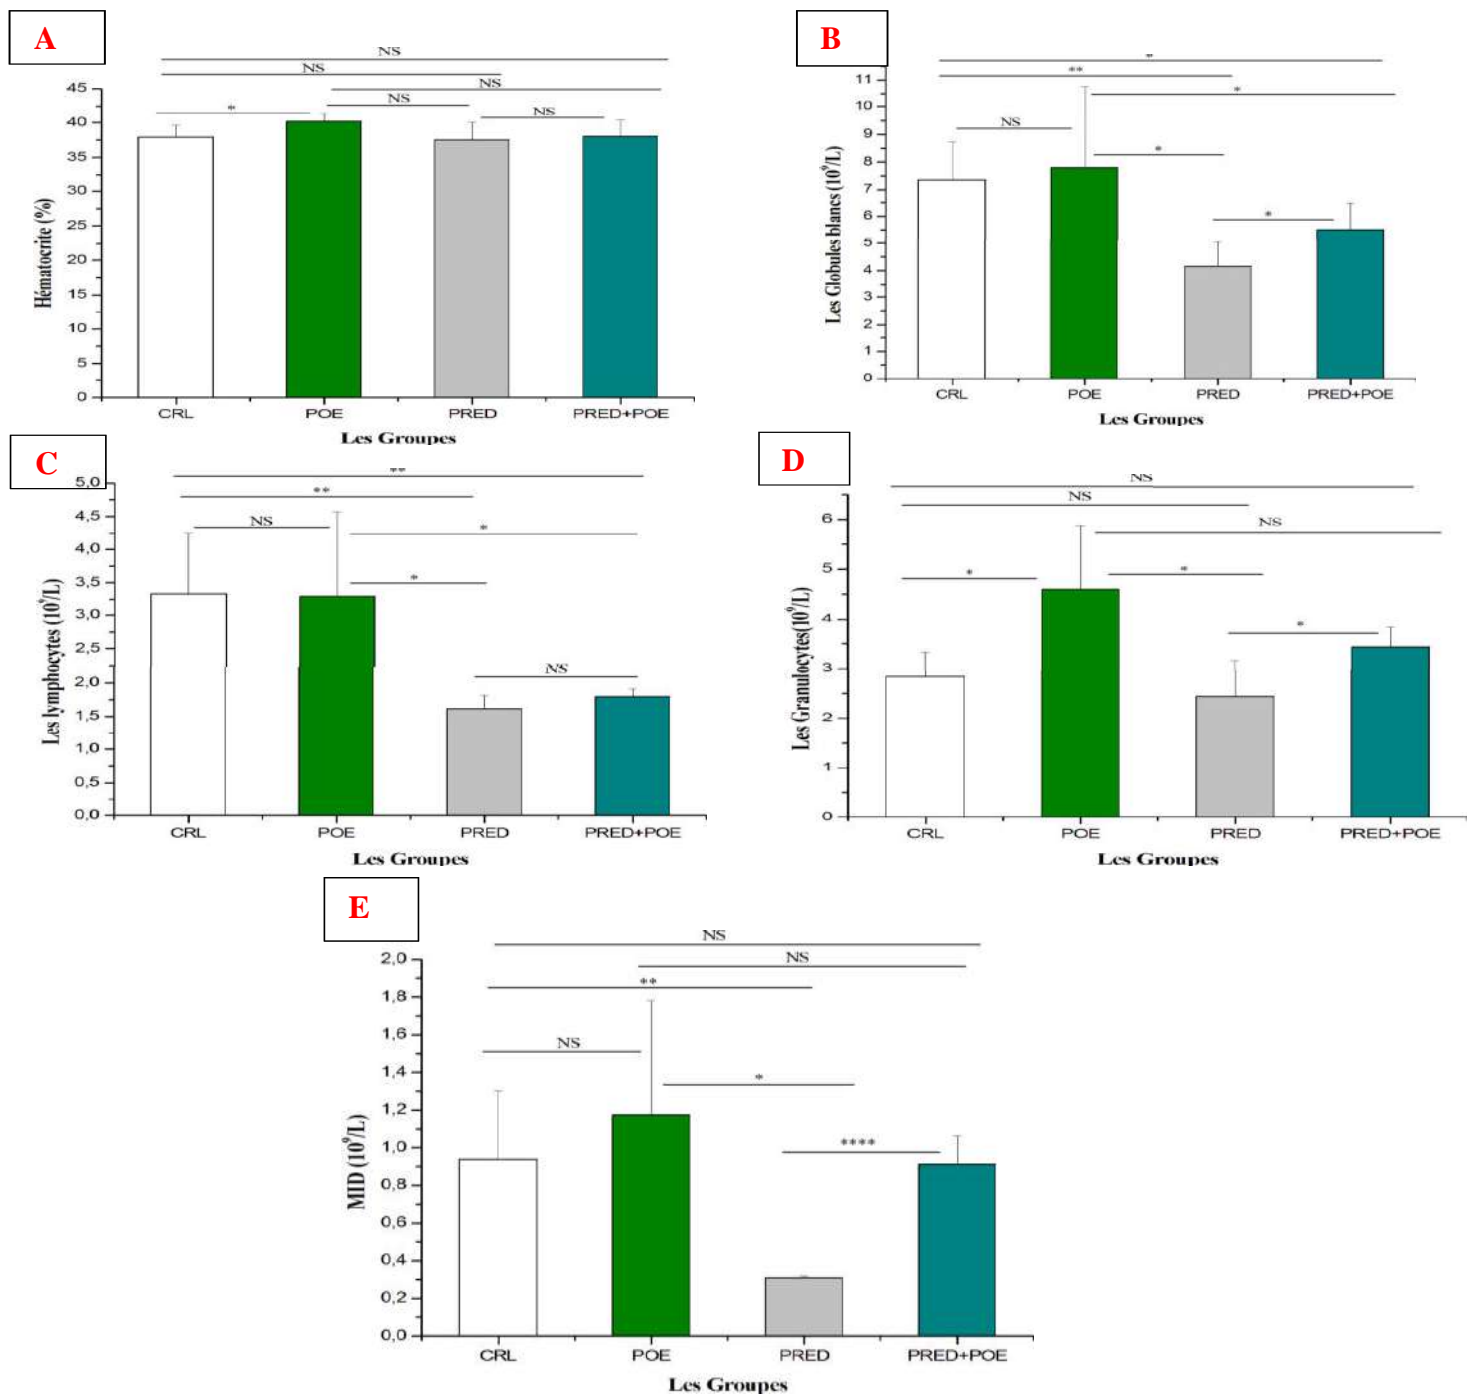 A
NS
NS
NS
*
NS
NS
Hématocrite (%)
45
40
35
30
25
20
15
10
5
0
CRL POE PRED PRED+POE
Les Groupes
B
*
**
*
NS
*
*
Les Globules blancs (10⁹/L)
11
10
9
8
7
6
5
4
3
2
1
0
CRL POE PRED PRED+POE
Les Groupes
C
**
**
NS
*
*
NS
Les lymphocytes (10⁹/L)
5,0
4,5
4,0
3,5
3,0
2,5
2,0
1,5
1,0
0,5
0,0
CRL POE PRED PRED+POE
Les Groupes
D
NS
NS
NS
*
*
*
Les Granulocytes(10⁹/L)
6
5
4
3
2
1
0
CRL POE PRED PRED+POE
Les Groupes
E
NS
NS
**
NS
*
****
MID (10⁹/L)
2,0
1,8
1,6
1,4
1,2
1,0
0,8
0,6
0,4
0,2
0,0
CRL POE PRED PRED+POE
Les Groupes